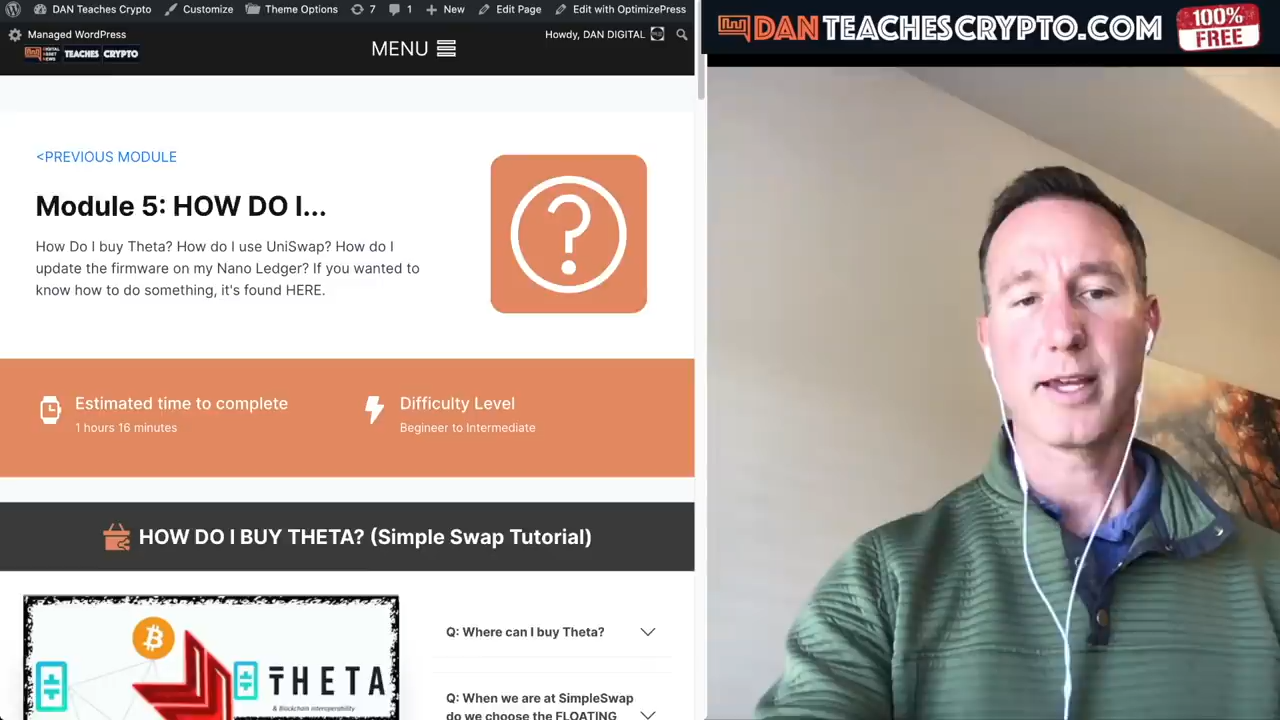 DAN Teaches Crypto Customize Theme Options 7 1 New Edit Page Edit with OptimizePress
Managed WordPress
Howdy, DAN DIGITAL
TEACHES CRYPTO
MENU
DANTEACHESCRYPTO.COM
100%
FREE
<PREVIOUS MODULE
Module 5: HOW DO I...
How Do I buy Theta? How do I use UniSwap? How do I
update the firmware on my Nano Ledger? If you wanted to
know how to do something, it's found HERE.
Estimated time to complete
1 hours 16 minutes
Difficulty Level
Begineer to Intermediate
HOW DO I BUY THETA? (Simple Swap Tutorial)
THETA
& Blockchain interoperability
Q: Where can I buy Theta?
Q: When we are at SimpleSwap
do we choose the FLOATING